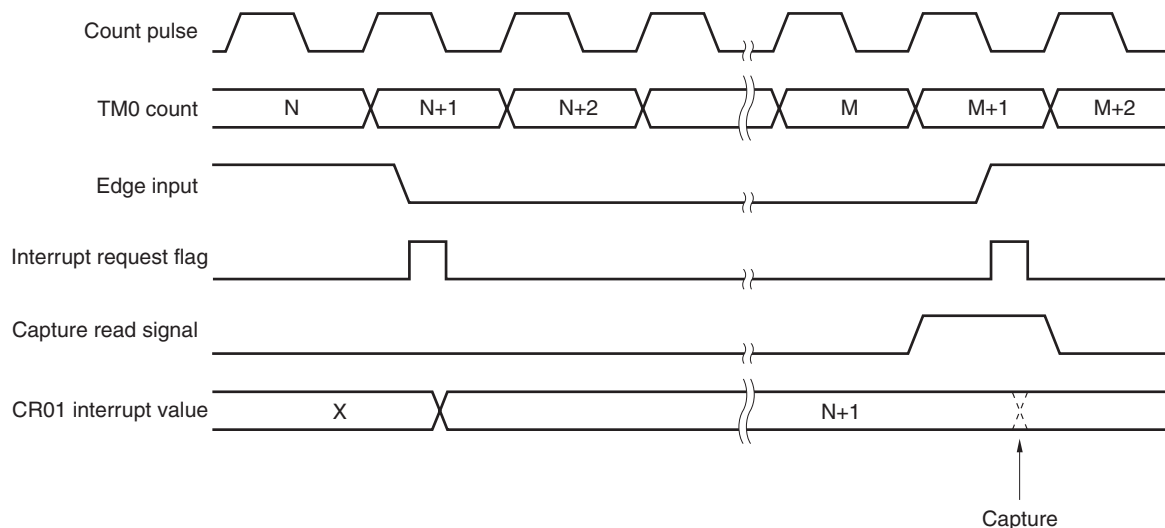 Count pulse
TM0 count N N+1 N+2 M M+1 M+2
Edge input
Interrupt request flag
Capture read signal
CR01 interrupt value X N+1
Capture